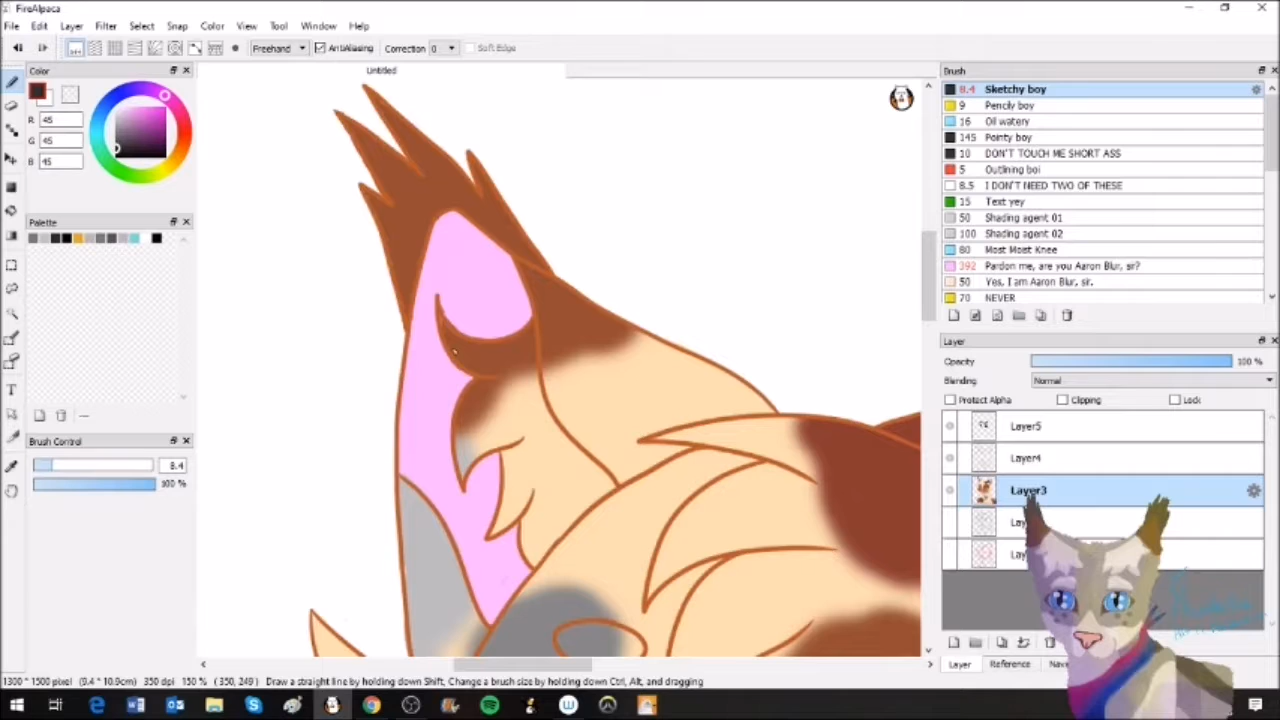 FireAlpaca
File Edit Layer Filter Select Snap Color View Tool Window Help
Freehand AntiAliasing Correction 0 Soft Edge
Color
Untitled
Brush
R 45
G 45
B 45
8.4 Sketchy boy
9 Pencily boy
16 Oil watery
145 Pointy boy
10 DON'T TOUCH ME SHORT ASS
5 Outlining boi
8.5 I DON'T NEED TWO OF THESE
15 Text yey
50 Shading agent 01
100 Shading agent 02
80 Most Moist Knee
392 Pardon me, are you Aaron Blur, sir?
50 Yes, I am Aaron Blur, sir.
70 NEVER
Palette
Layer
Opacity 100 %
Blending Normal
Protect Alpha Clipping Lock
Layer5
Layer4
Layer3
Brush Control
8.4
100 %
Layer Reference
1300 * 1500 pixel (9.4 * 10.9cm) 350 dpi 150 % ( 350, 249 ) Draw a straight line by holding down Shift, Change a brush size by holding down Ctrl, Alt, and dragging